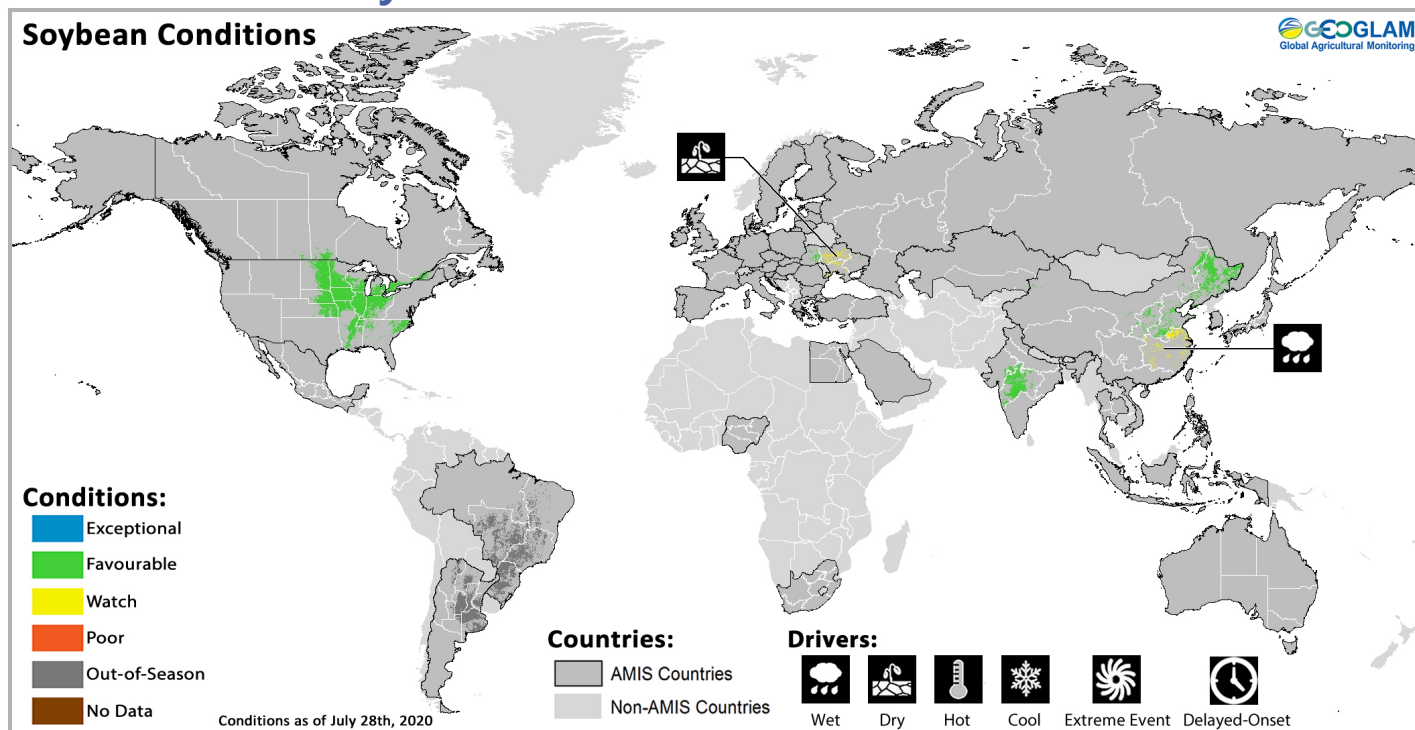 Soybean Conditions
GEOGLAM
Global Agricultural Monitoring
Conditions:
Exceptional
Favourable
Watch
Poor
Out-of-Season
No Data
Conditions as of July 28th, 2020
Countries:
AMIS Countries
Non-AMIS Countries
Drivers:
Wet
Dry
Hot
Cool
Extreme Event
Delayed-Onset